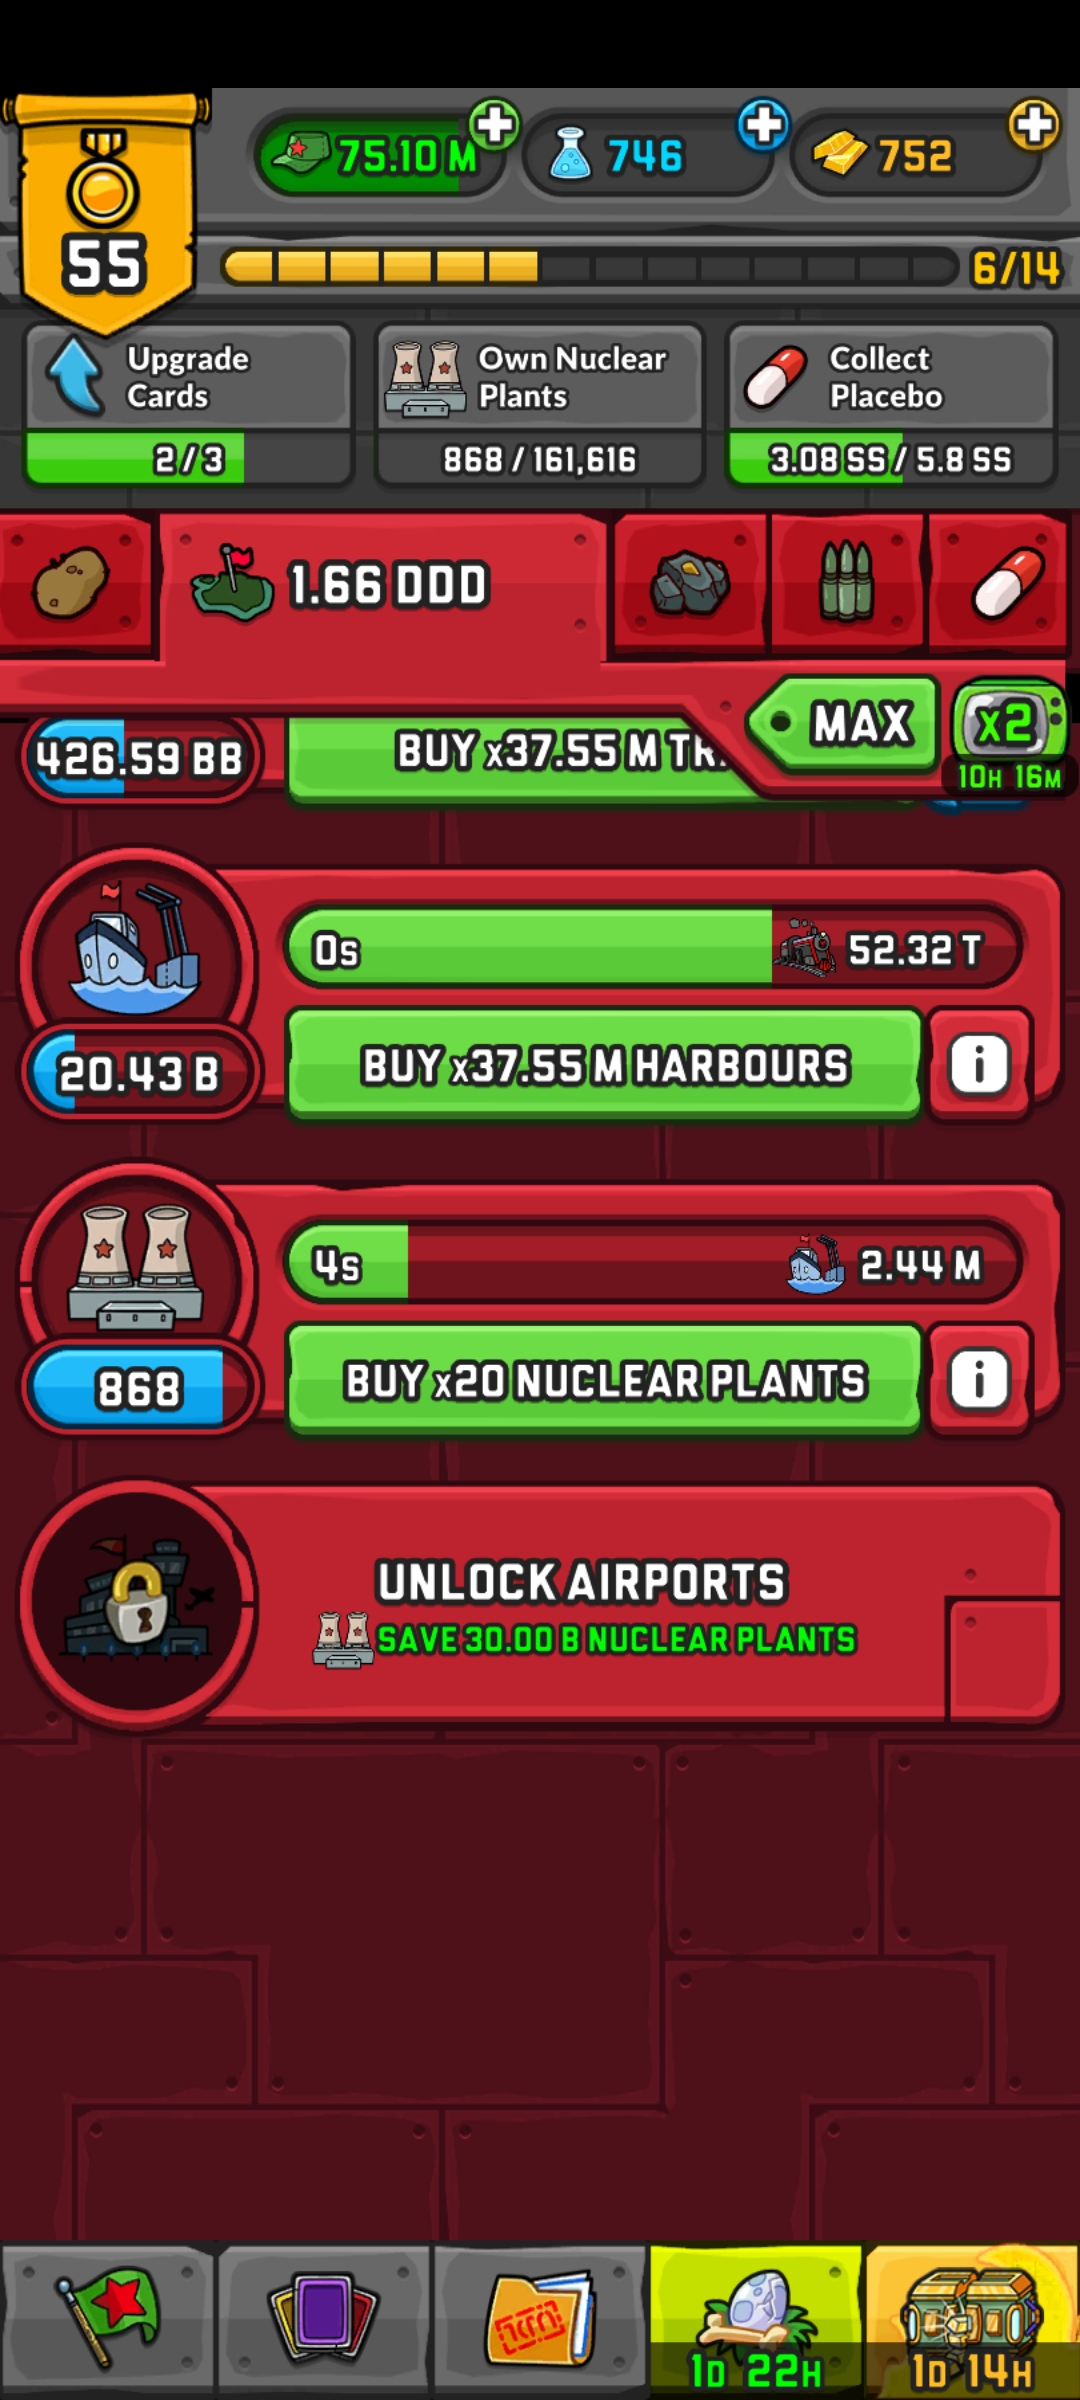 75.10 M
746
752
55
6/14
Upgrade
Cards
2 / 3
Own Nuclear
Plants
868 / 161,616
Collect
Placebo
3.08 SS / 5.8 SS
1.66 DDD
MAX
x2
10H 16M
426.59 BB
BUY x37.55 M
0s
52.32 T
20.43 B
BUY x37.55 M HARBOURS
i
4s
2.44 M
868
BUY x20 NUCLEAR PLANTS
i
UNLOCK AIRPORTS
SAVE 30.00 B NUCLEAR PLANTS
1D 22H
1D 14H